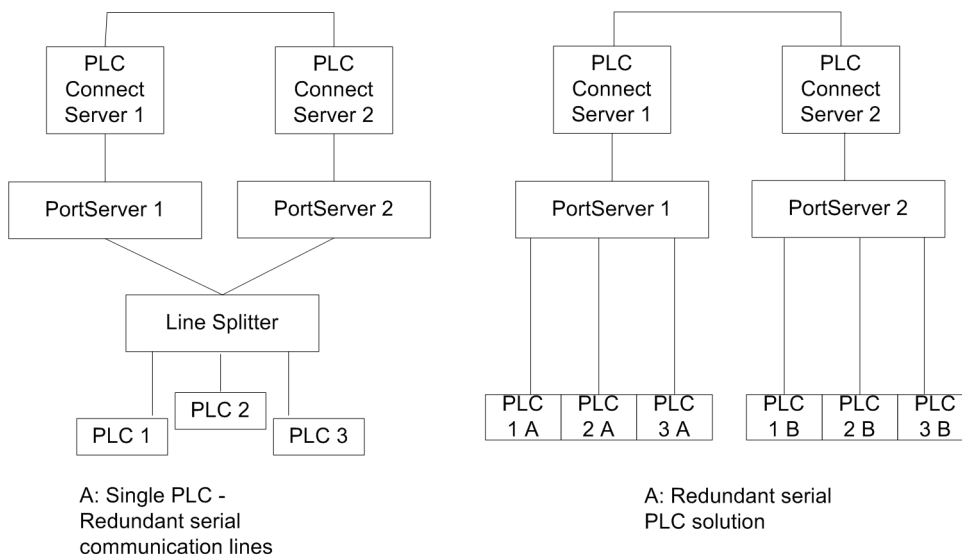 PLC
Connect
Server 1
PLC
Connect
Server 2
PortServer 1
PortServer 2
Line Splitter
PLC 1
PLC 2
PLC 3
A: Single PLC -
Redundant serial
communication lines
PLC
Connect
Server 1
PLC
Connect
Server 2
PortServer 1
PortServer 2
PLC
1 A
PLC
2 A
PLC
3 A
PLC
1 B
PLC
2 B
PLC
3 B
A: Redundant serial
PLC solution